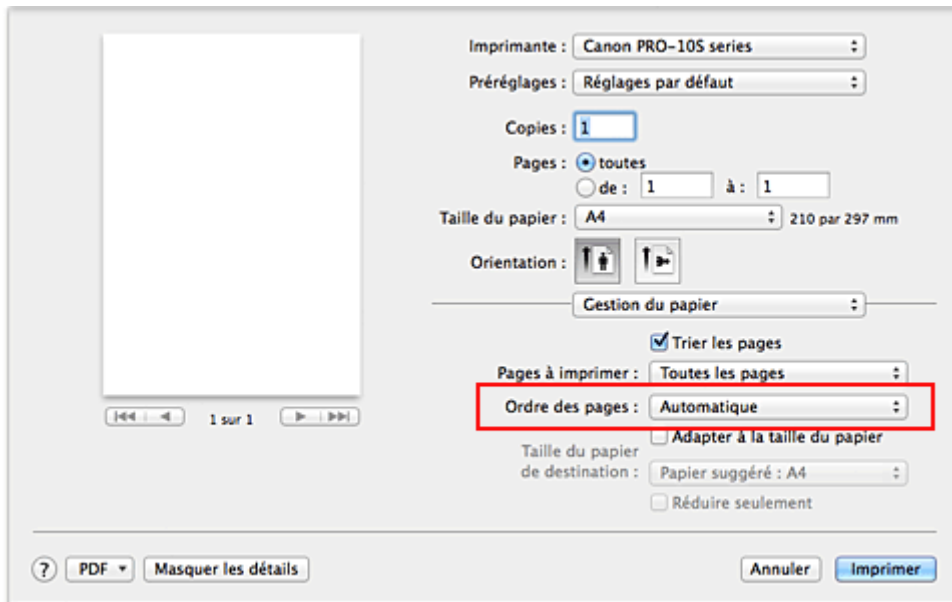 Imprimante : Canon PRO-10S series
Préréglages : Réglages par défaut
Copies : 1
Pages : toutes
de : 1 à : 1
Taille du papier : A4 210 par 297 mm
Orientation :
Gestion du papier
Trier les pages
Pages à imprimer : Toutes les pages
Ordre des pages : Automatique
Adapter à la taille du papier
Taille du papier
de destination : Papier suggéré : A4
Réduire seulement
1 sur 1
? PDF Masquer les détails Annuler Imprimer